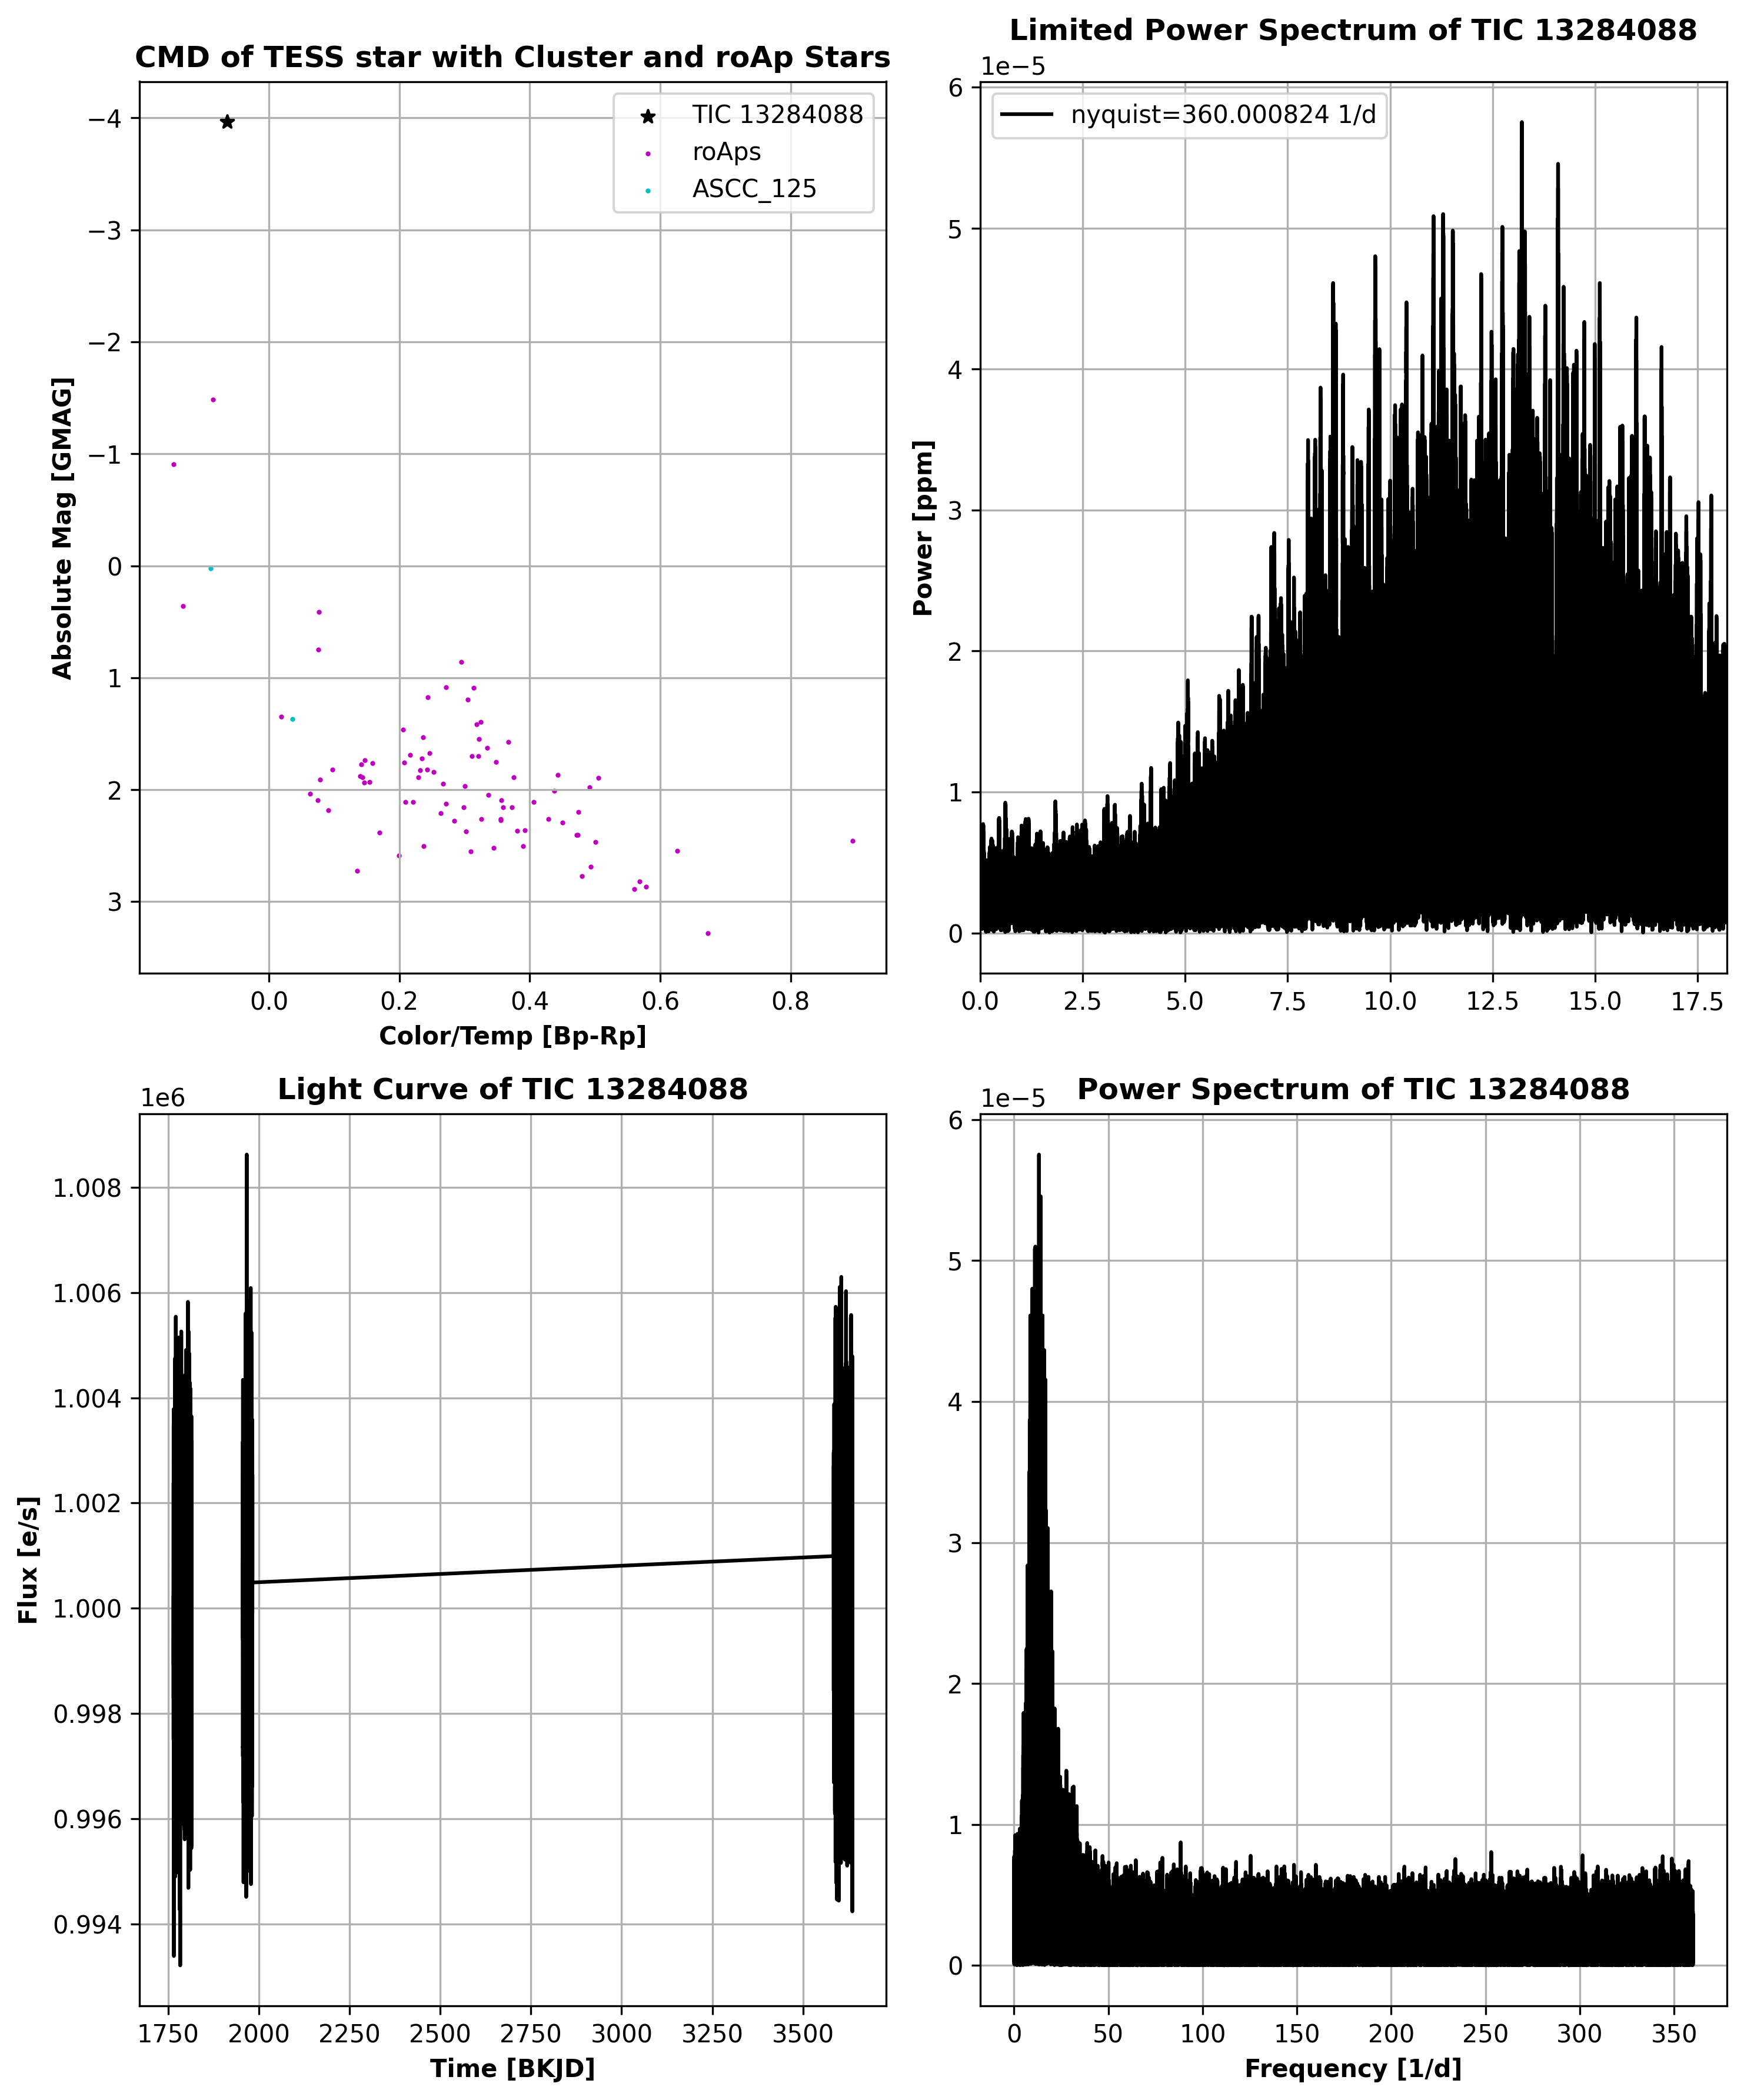 CMD of TESS star with Cluster and roAp Stars
−4
−3
−2
−1
0
1
2
3
0.0 0.2 0.4 0.6 0.8
Absolute Mag [GMAG]
Color/Temp [Bp-Rp]
TIC 13284088
roAps
ASCC_125
Limited Power Spectrum of TIC 13284088
1e−5
6
5
4
3
2
1
0
0.0 2.5 5.0 7.5 10.0 12.5 15.0 17.5
Power [ppm]
nyquist=360.000824 1/d
Light Curve of TIC 13284088
1e6
1.008
1.006
1.004
1.002
1.000
0.998
0.996
0.994
1750 2000 2250 2500 2750 3000 3250 3500
Flux [e/s]
Time [BKJD]
Power Spectrum of TIC 13284088
1e−5
6
5
4
3
2
1
0
0 50 100 150 200 250 300 350
Frequency [1/d]